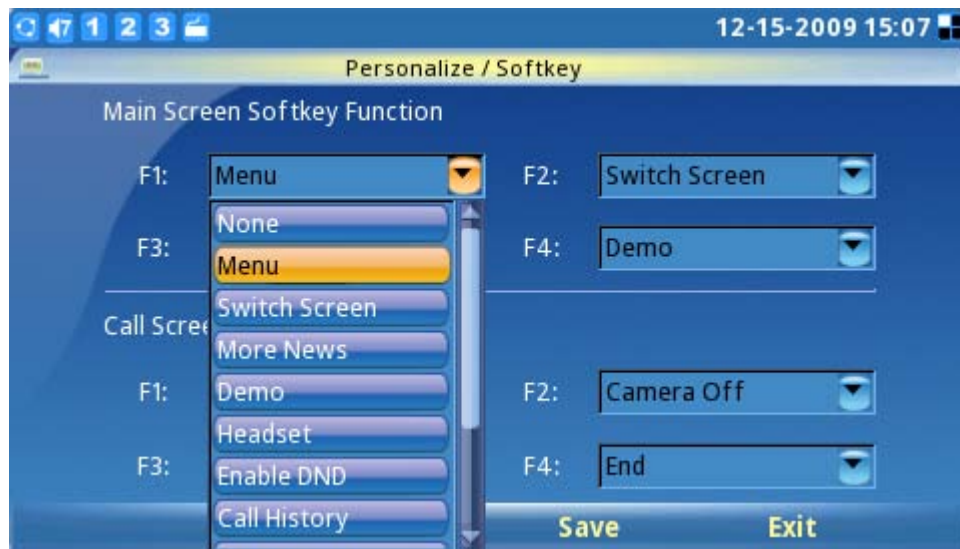 7 1 2 3 12-15-2009 15:07
Personalize / Softkey
Main Screen Softkey Function
F1: Menu F2: Switch Screen
None
F3: F4: Demo
Menu
Switch Screen
Call
More News
F1: Demo F2: Camera Off
Headset
F3: Enable DND F4: End
Call History
Save Exit